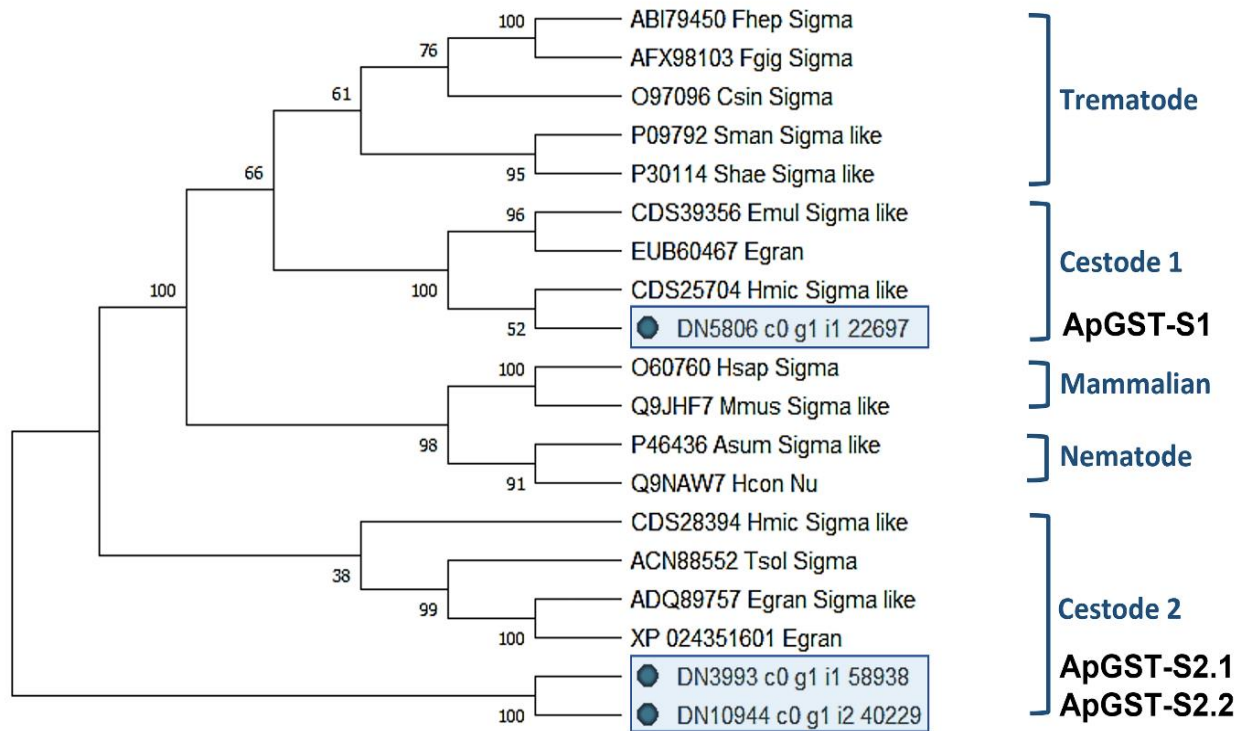 100
ABI79450 Fhep Sigma
76
AFX98103 Fgig Sigma
61
O97096 Csin Sigma
Trematode
P09792 Sman Sigma like
66
95
P30114 Shae Sigma like
96
CDS39356 Emul Sigma like
EUB60467 Egran
Cestode 1
100
100
CDS25704 Hmic Sigma like
52
DN5806 c0 g1 i1 22697
ApGST-S1
100
O60760 Hsap Sigma
Mammalian
Q9JHF7 Mmus Sigma like
98
P46436 Asum Sigma like
Nematode
91
Q9NAW7 Hcon Nu
CDS28394 Hmic Sigma like
38
ACN88552 Tsol Sigma
99
ADQ89757 Egran Sigma like
Cestode 2
100
XP 024351601 Egran
DN3993 c0 g1 i1 58938
ApGST-S2.1
100
DN10944 c0 g1 i2 40229
ApGST-S2.2